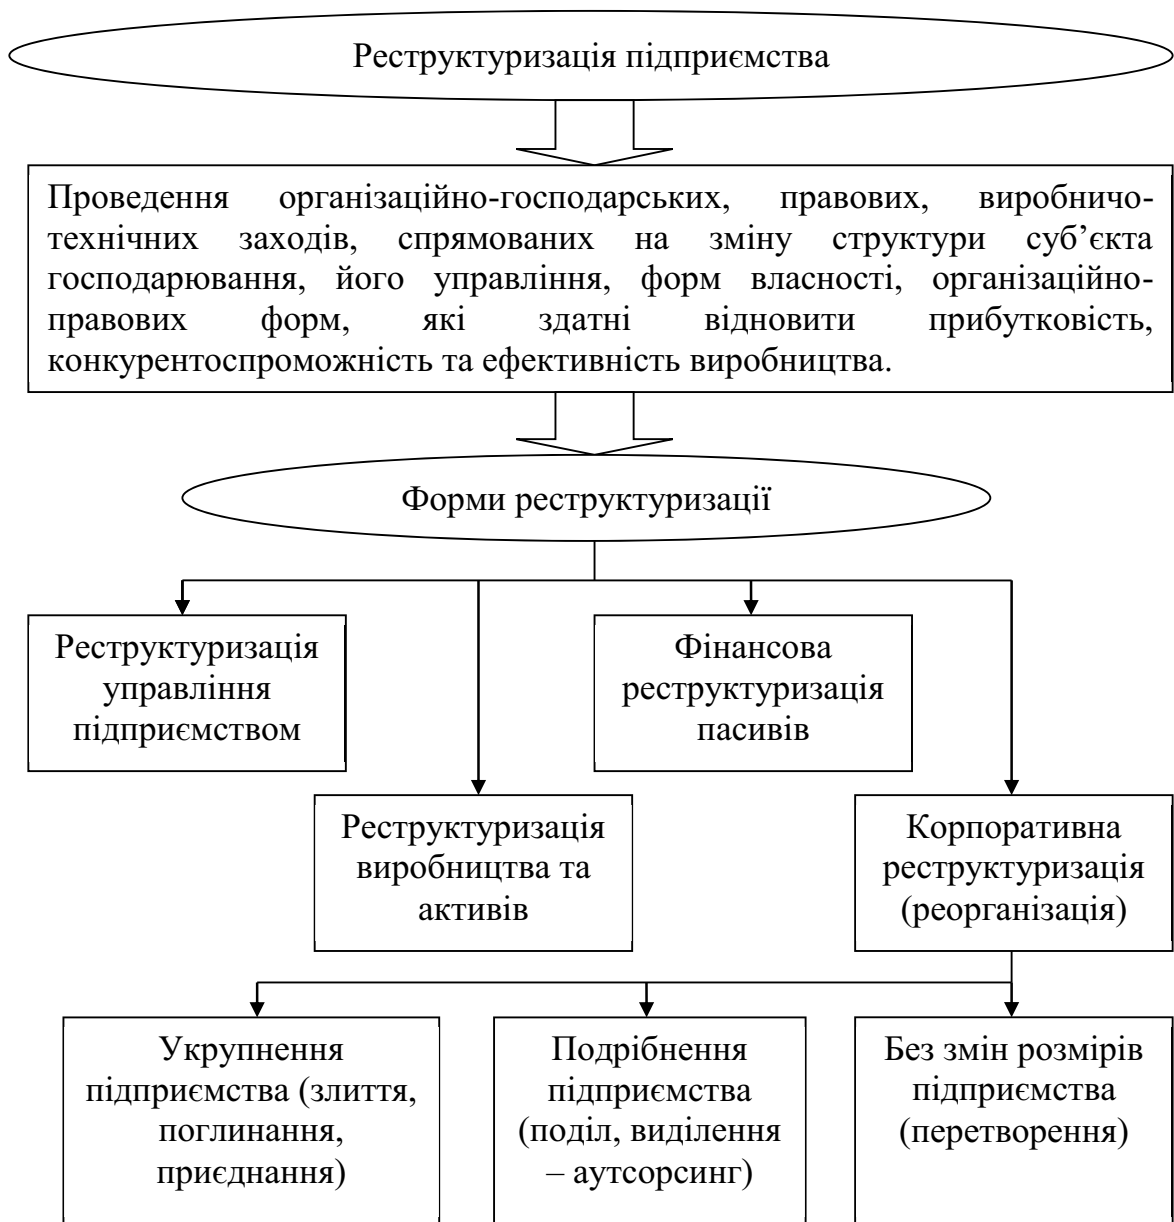 Реструктуризація підприємства
Проведення організаційно-господарських, правових, виробничо-
технічних заходів, спрямованих на зміну структури суб’єкта
господарювання, його управління, форм власності, організаційно-
правових форм, які здатні відновити прибутковість,
конкурентоспроможність та ефективність виробництва.
Форми реструктуризації
Реструктуризація
управління
підприємством
Фінансова
реструктуризація
пасивів
Реструктуризація
виробництва та
активів
Корпоративна
реструктуризація
(реорганізація)
Укрупнення
підприємства (злиття,
поглинання,
приєднання)
Подрібнення
підприємства
(поділ, виділення
– аутсорсинг)
Без змін розмірів
підприємства
(перетворення)